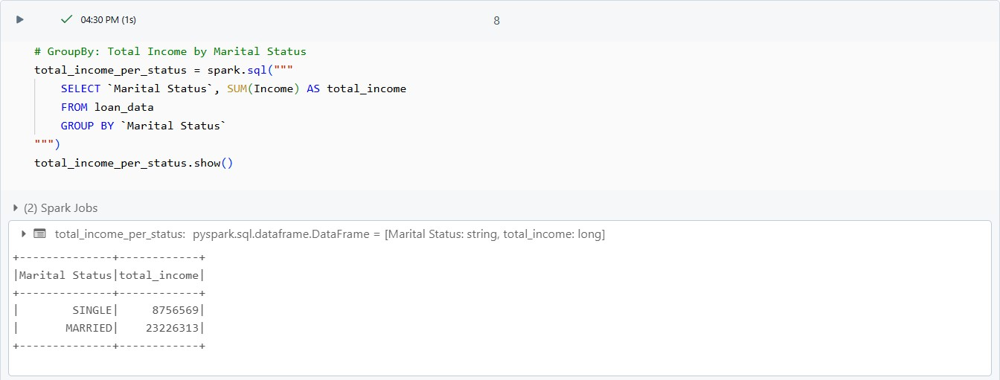 04:30 PM (1s) 8
# GroupBy: Total Income by Marital Status
total_income_per_status = spark.sql("""
    SELECT `Marital Status`, SUM(Income) AS total_income
    FROM loan_data
    GROUP BY `Marital Status`
""")
total_income_per_status.show()
(2) Spark Jobs
total_income_per_status: pyspark.sql.dataframe.DataFrame = [Marital Status: string, total_income: long]
+--------------+------------+
|Marital Status|total_income|
+--------------+------------+
|        SINGLE|     8756569|
|       MARRIED|    23226313|
+--------------+------------+